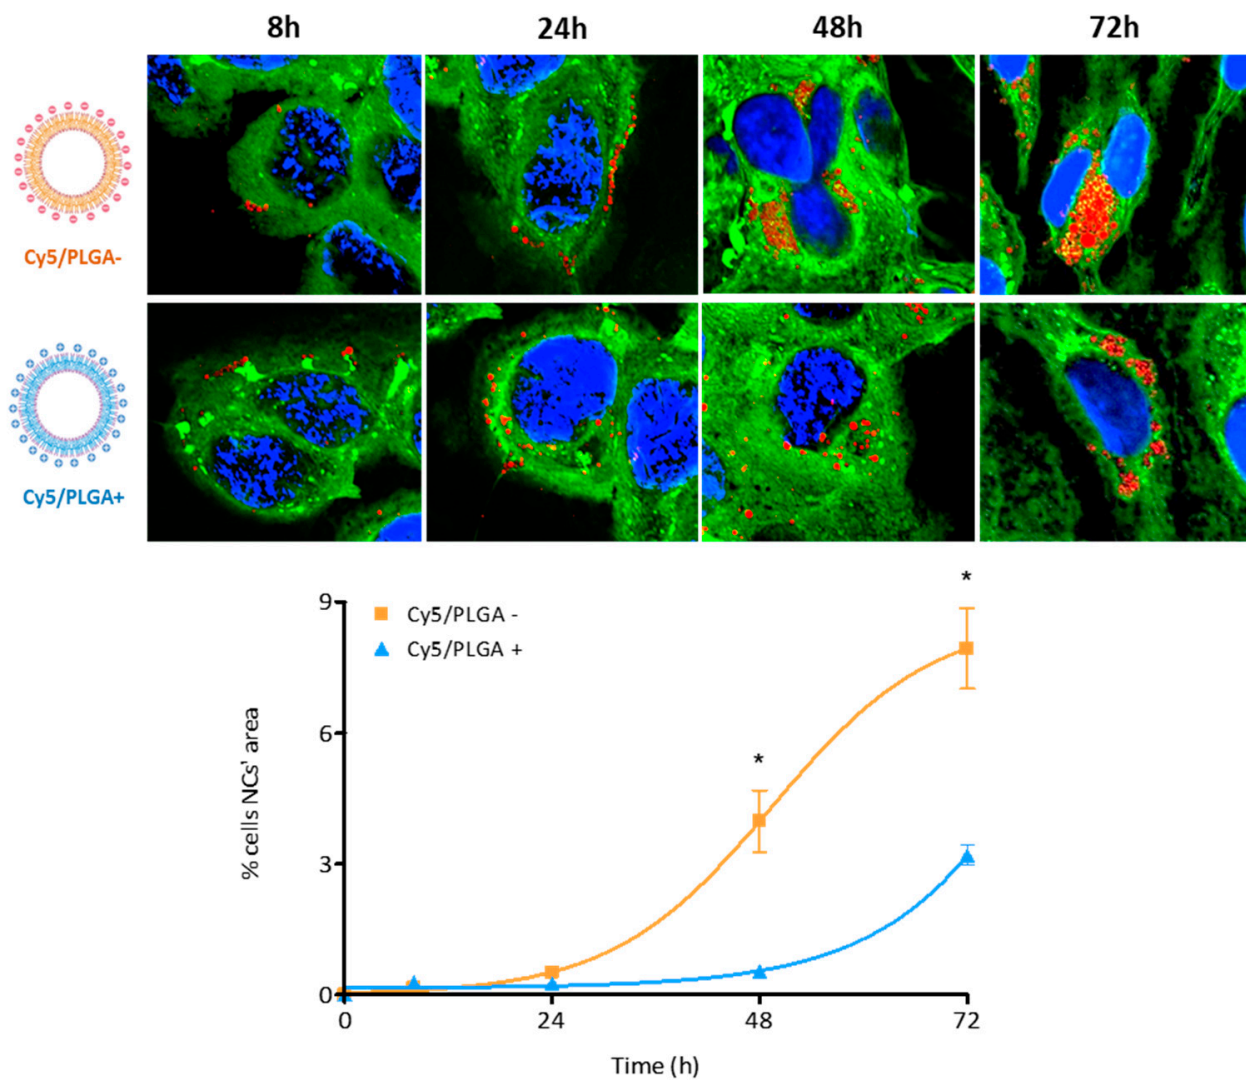 8h
24h
48h
72h
Cy5/PLGA-
Cy5/PLGA+
*
9
Cy5/PLGA -
Cy5/PLGA +
6
*
% cells NCs' area
3
0
0
24
48
72
Time (h)